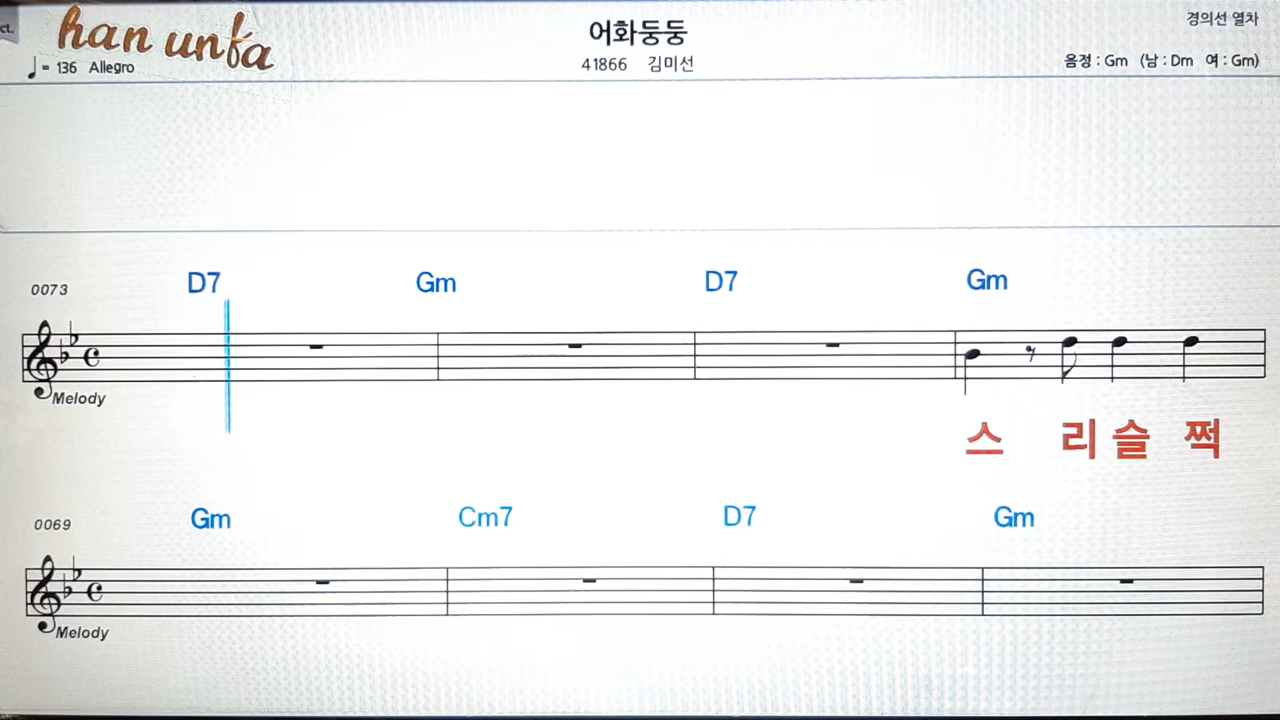 ct.
han unfa
어화둥둥
경의선 열차
♩ = 136 Allegro
41866 김미선
음정 : Gm (남 : Dm 여 : Gm)
D7 Gm D7 Gm
0073
Melody
스 리 슬 쩍
Gm Cm7 D7 Gm
0069
Melody